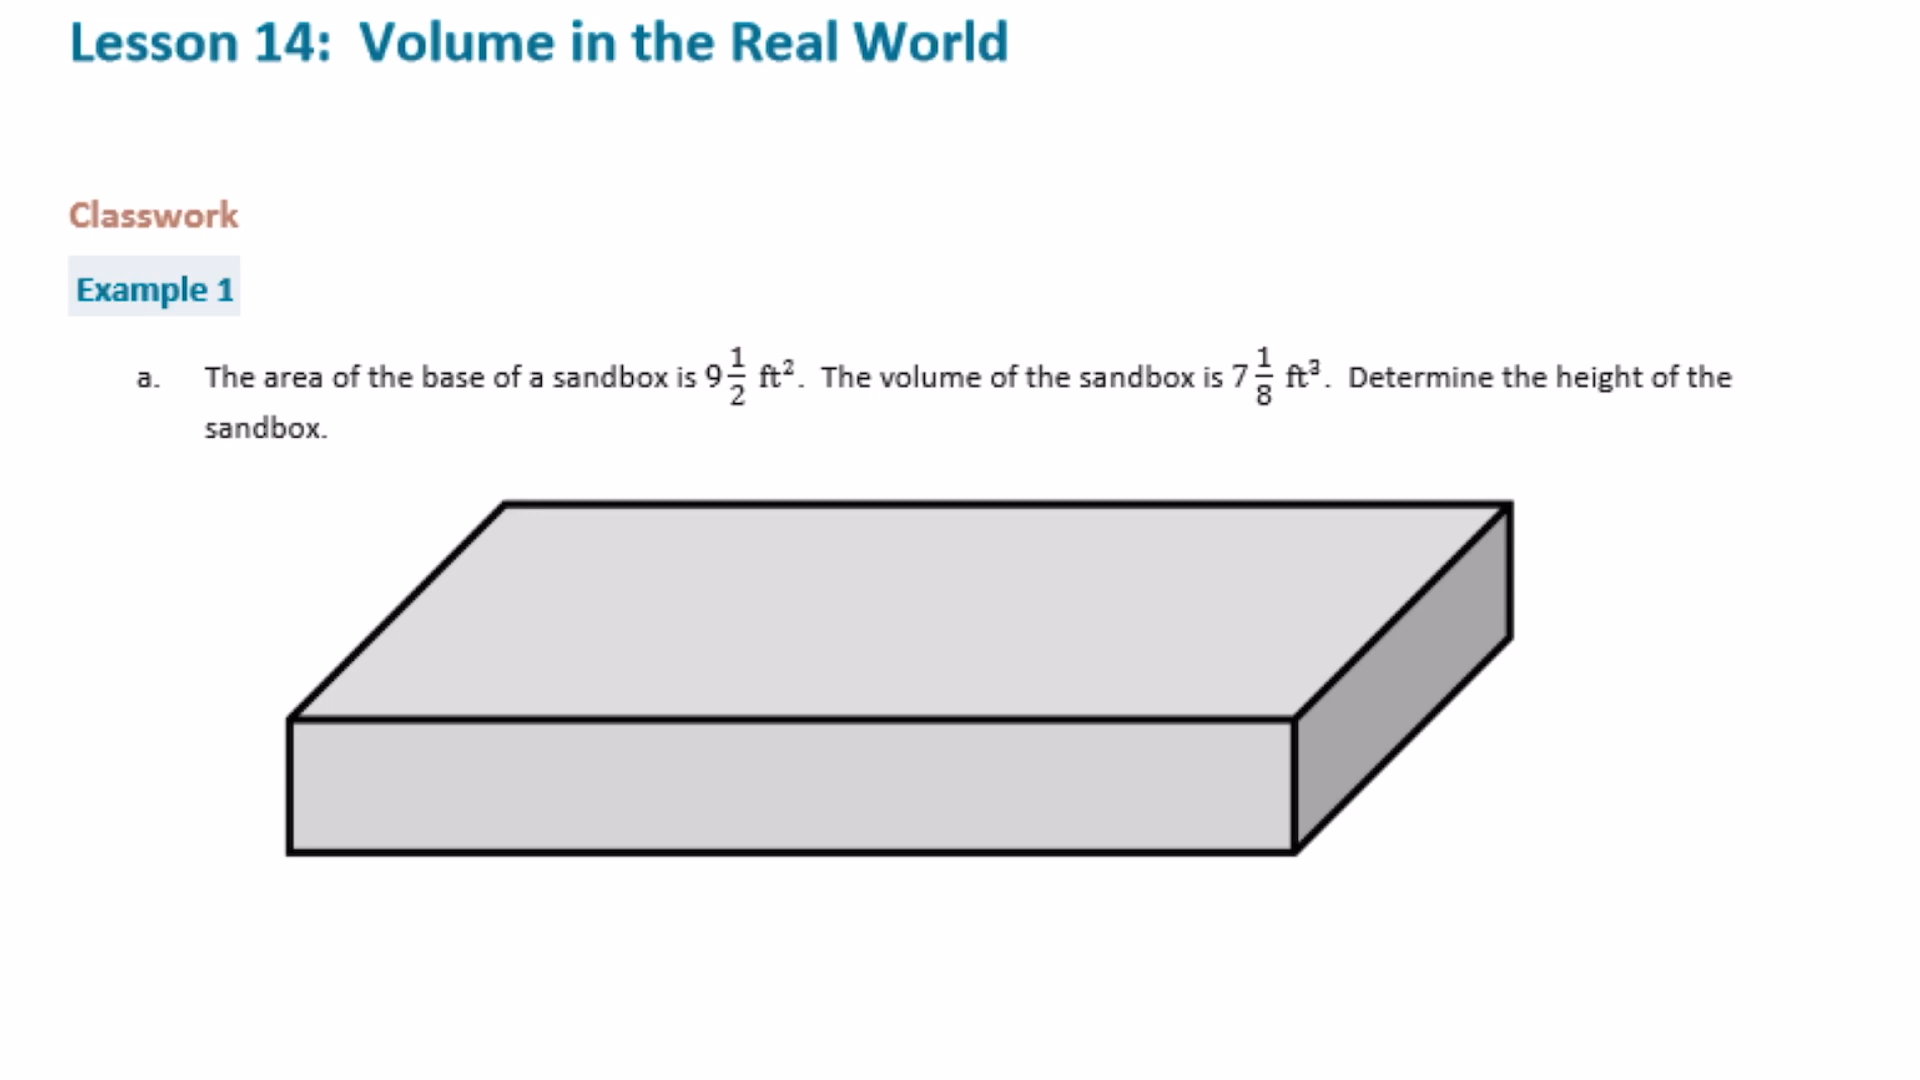 Lesson 14: Volume in the Real World
Classwork
Example 1
a. The area of the base of a sandbox is 9 1/2 ft². The volume of the sandbox is 7 1/8 ft³. Determine the height of the
sandbox.